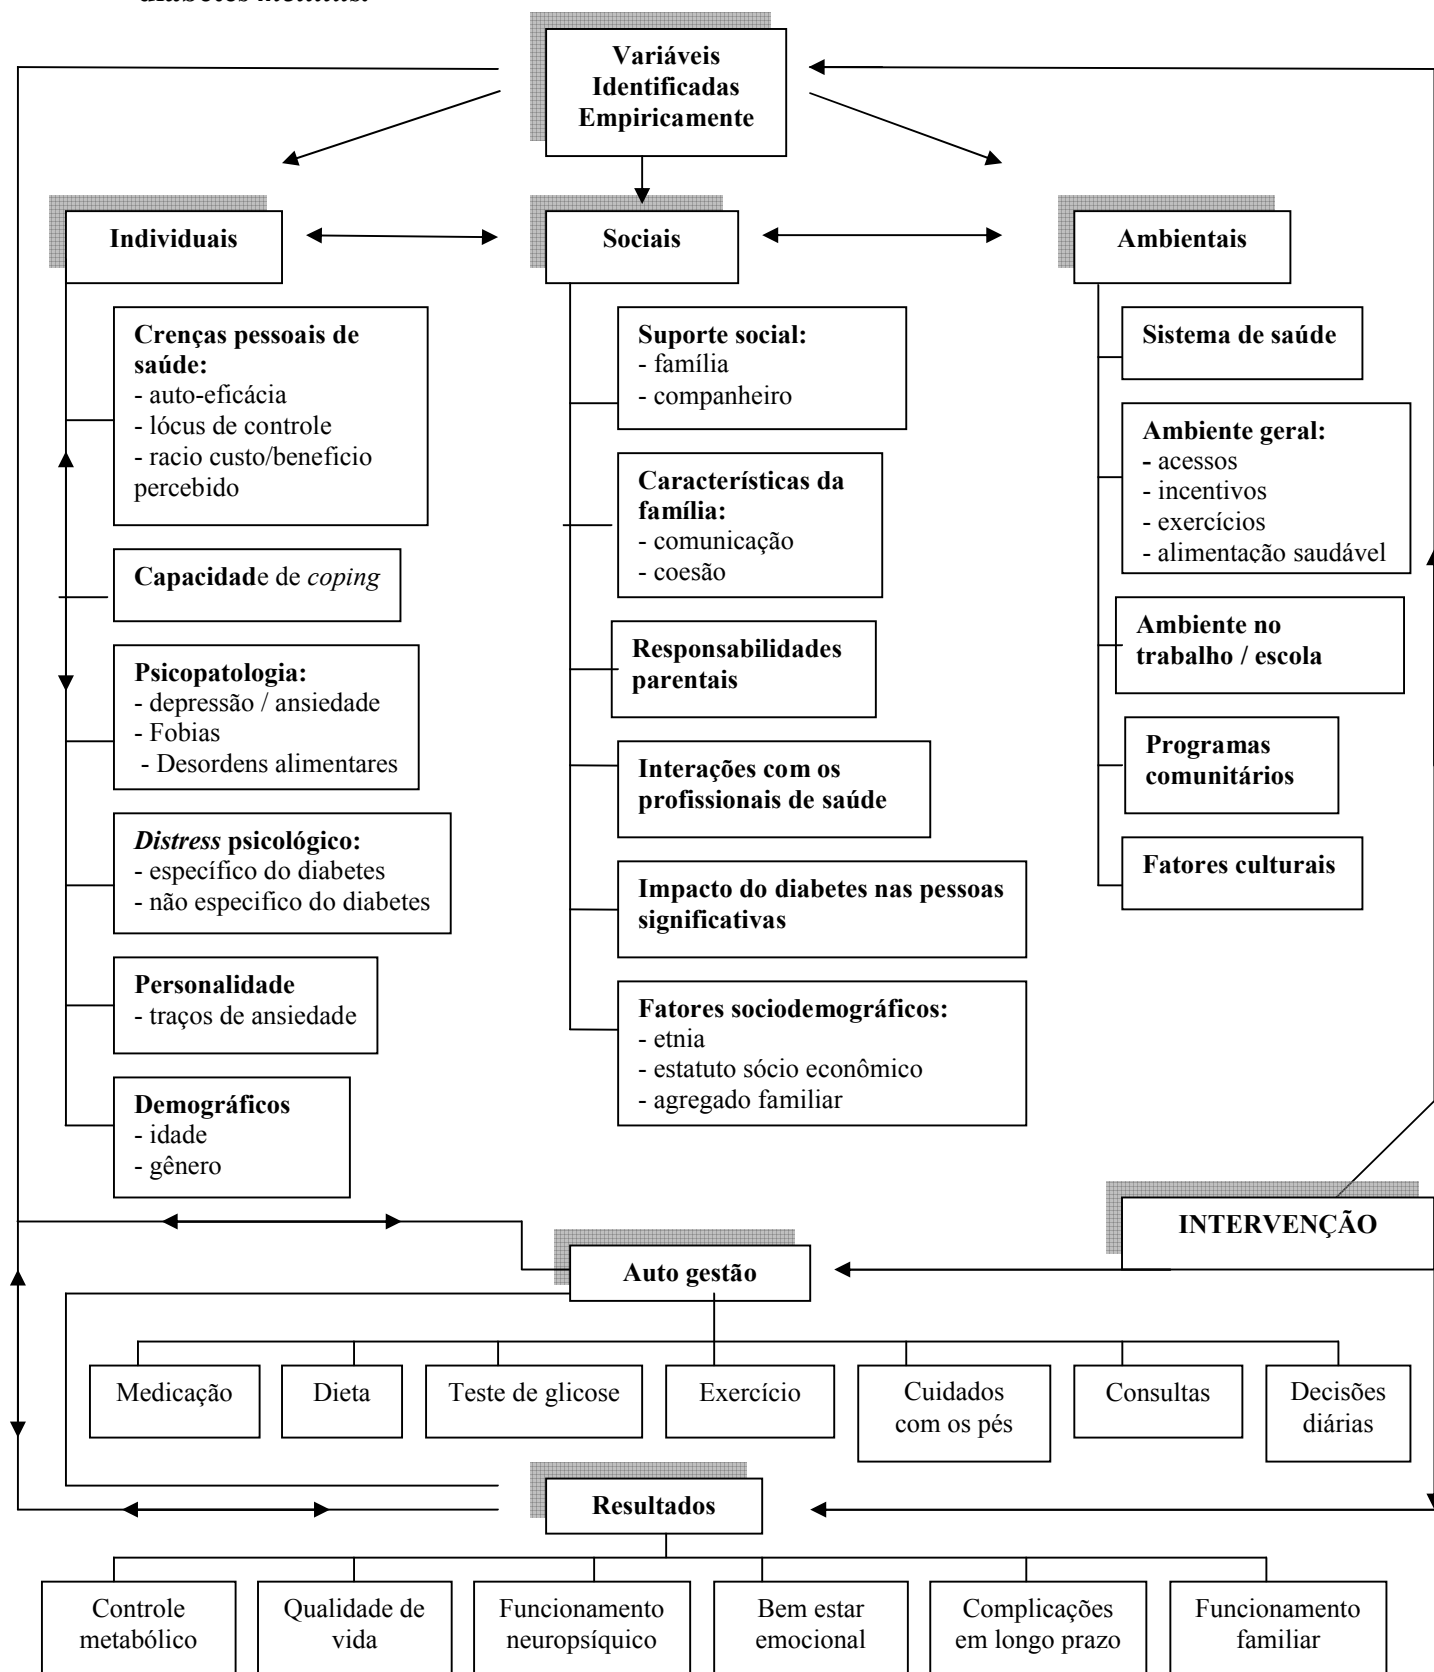 diabetes mellitus.
Variáveis
Identificadas
Empiricamente
Individuais
Sociais
Ambientais
Crenças pessoais de
saúde:
- auto-eficácia
- lócus de controle
- racio custo/beneficio
percebido
Capacidade de coping
Psicopatologia:
- depressão / ansiedade
- Fobias
- Desordens alimentares
Distress psicológico:
- específico do diabetes
- não especifico do diabetes
Personalidade
- traços de ansiedade
Demográficos
- idade
- gênero
Suporte social:
- família
- companheiro
Características da
família:
- comunicação
- coesão
Responsabilidades
parentais
Interações com os
profissionais de saúde
Impacto do diabetes nas pessoas
significativas
Fatores sociodemográficos:
- etnia
- estatuto sócio econômico
- agregado familiar
Sistema de saúde
Ambiente geral:
- acessos
- incentivos
- exercícios
- alimentação saudável
Ambiente no
trabalho / escola
Programas
comunitários
Fatores culturais
INTERVENÇÃO
Auto gestão
Medicação
Dieta
Teste de glicose
Exercício
Cuidados
com os pés
Consultas
Decisões
diárias
Resultados
Controle
metabólico
Qualidade de
vida
Funcionamento
neuropsíquico
Bem estar
emocional
Complicações
em longo prazo
Funcionamento
familiar